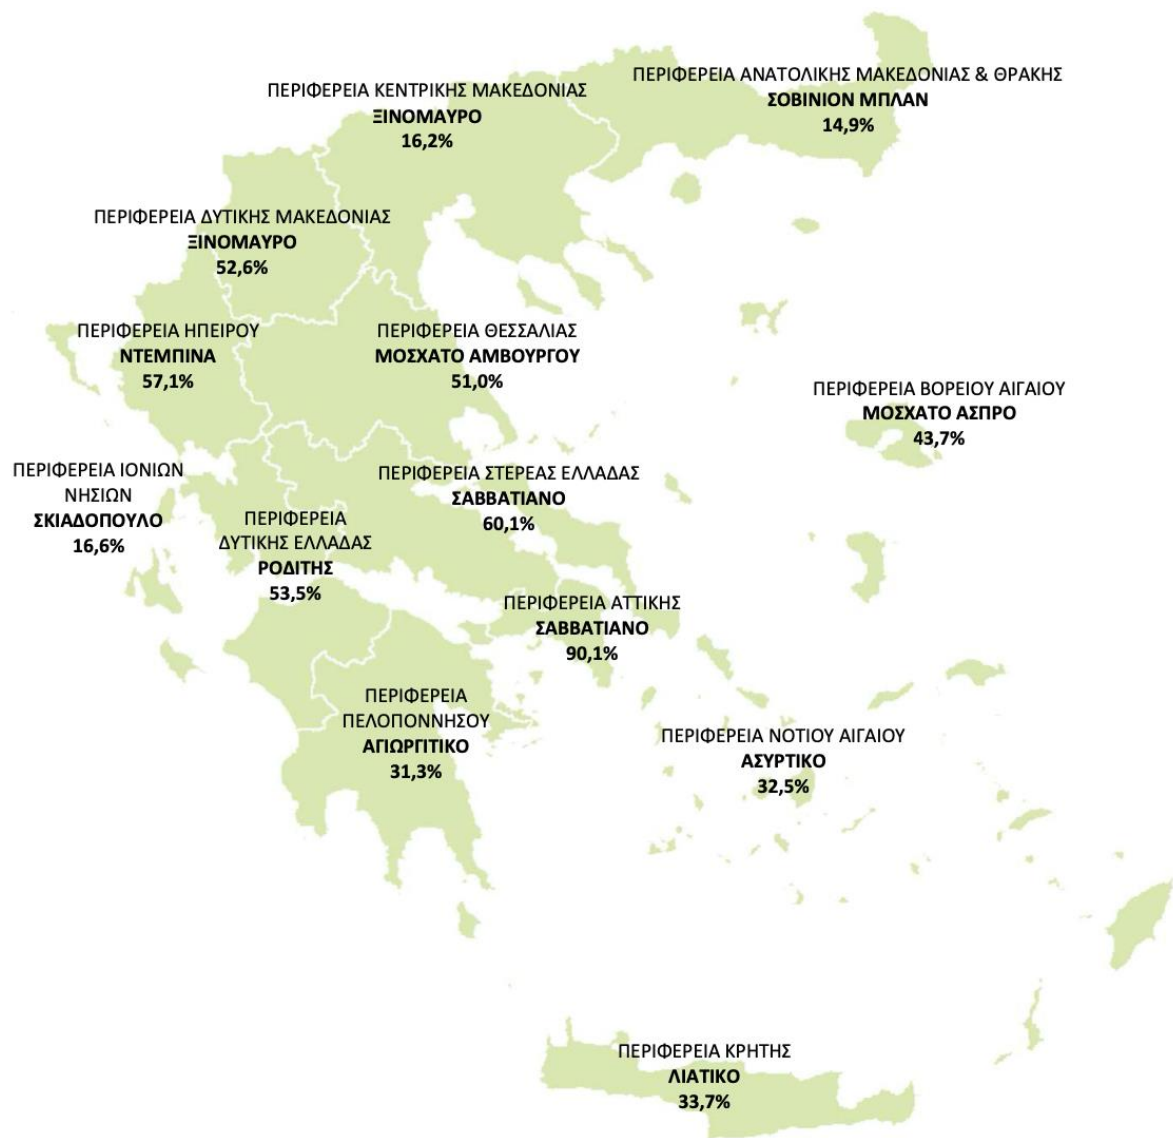 ΠΕΡΙΦΕΡΕΙΑ ΑΝΑΤΟΛΙΚΗΣ ΜΑΚΕΔΟΝΙΑΣ & ΘΡΑΚΗΣ
ΣΟΒΙΝΙΟΝ ΜΠΛΑΝ
14,9%
ΠΕΡΙΦΕΡΕΙΑ ΚΕΝΤΡΙΚΗΣ ΜΑΚΕΔΟΝΙΑΣ
ΞΙΝΟΜΑΥΡΟ
16,2%
ΠΕΡΙΦΕΡΕΙΑ ΔΥΤΙΚΗΣ ΜΑΚΕΔΟΝΙΑΣ
ΞΙΝΟΜΑΥΡΟ
52,6%
ΠΕΡΙΦΕΡΕΙΑ ΗΠΕΙΡΟΥ
ΝΤΕΜΠΙΝΑ
57,1%
ΠΕΡΙΦΕΡΕΙΑ ΘΕΣΣΑΛΙΑΣ
ΜΟΣΧΑΤΟ ΑΜΒΟΥΡΓΟΥ
51,0%
ΠΕΡΙΦΕΡΕΙΑ ΒΟΡΕΙΟΥ ΑΙΓΑΙΟΥ
ΜΟΣΧΑΤΟ ΑΣΠΡΟ
43,7%
ΠΕΡΙΦΕΡΕΙΑ ΙΟΝΙΩΝ
ΝΗΣΙΩΝ
ΣΚΙΑΔΟΠΟΥΛΟ
16,6%
ΠΕΡΙΦΕΡΕΙΑ ΣΤΕΡΕΑΣ ΕΛΛΑΔΑΣ
ΣΑΒΒΑΤΙΑΝΟ
60,1%
ΠΕΡΙΦΕΡΕΙΑ
ΔΥΤΙΚΗΣ ΕΛΛΑΔΑΣ
ΡΟΔΙΤΗΣ
53,5%
ΠΕΡΙΦΕΡΕΙΑ ΑΤΤΙΚΗΣ
ΣΑΒΒΑΤΙΑΝΟ
90,1%
ΠΕΡΙΦΕΡΕΙΑ
ΠΕΛΟΠΟΝΝΗΣΟΥ
ΑΓΙΩΡΓΙΤΙΚΟ
31,3%
ΠΕΡΙΦΕΡΕΙΑ ΝΟΤΙΟΥ ΑΙΓΑΙΟΥ
ΑΣΥΡΤΙΚΟ
32,5%
ΠΕΡΙΦΕΡΕΙΑ ΚΡΗΤΗΣ
ΛΙΑΤΙΚΟ
33,7%